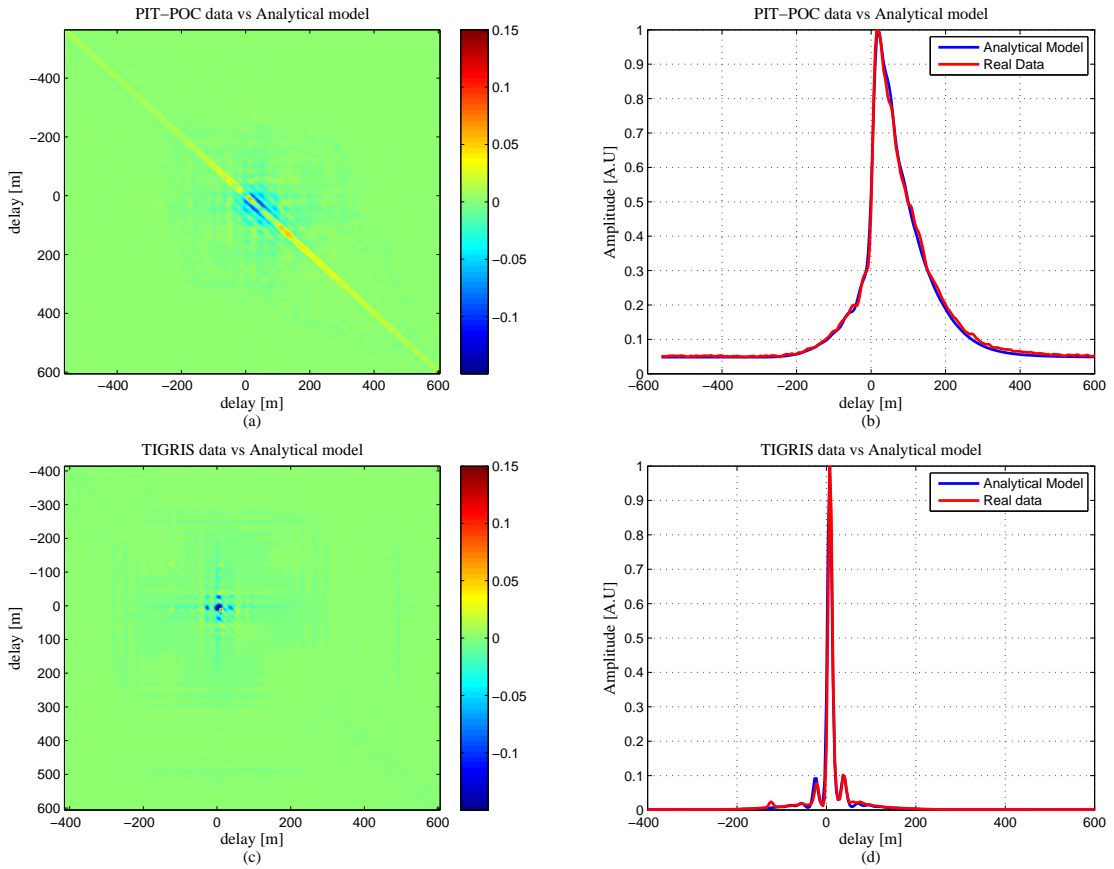 PIT−POC data vs Analytical model
delay [m]
−400
−200
0
200
400
600
−400 −200 0 200 400 600
delay [m]
(a)
0.15
0.1
0.05
0
−0.05
−0.1
PIT−POC data vs Analytical model
Amplitude [A.U]
1
0.9
0.8
0.7
0.6
0.5
0.4
0.3
0.2
0.1
0
−600 −400 −200 0 200 400 600
delay [m]
(b)
Analytical Model
Real Data
TIGRIS data vs Analytical model
delay [m]
−400
−300
−200
−100
0
100
200
300
400
500
600
−400 −200 0 200 400 600
delay [m]
(c)
0.15
0.1
0.05
0
−0.05
−0.1
TIGRIS data vs Analytical model
Amplitude [A.U]
1
0.9
0.8
0.7
0.6
0.5
0.4
0.3
0.2
0.1
0
−400 −200 0 200 400 600
delay [m]
(d)
Analytical Model
Real data